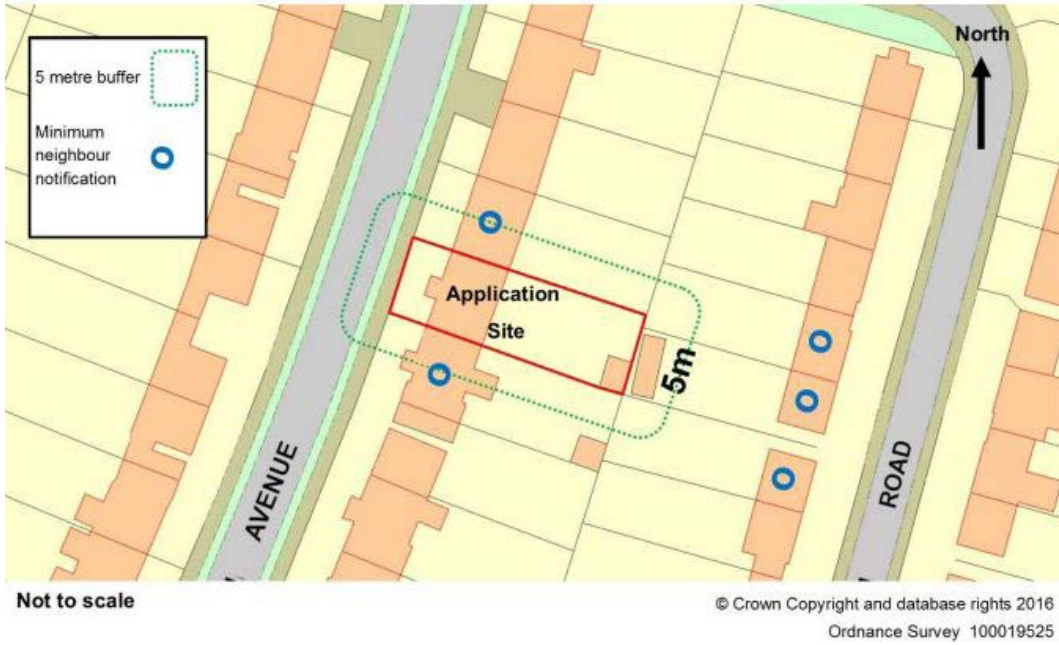 5 metre buffer
Minimum
neighbour
notification
North
Application
Site
5m
AVENUE
ROAD
Not to scale
© Crown Copyright and database rights 2016
Ordnance Survey 100019525